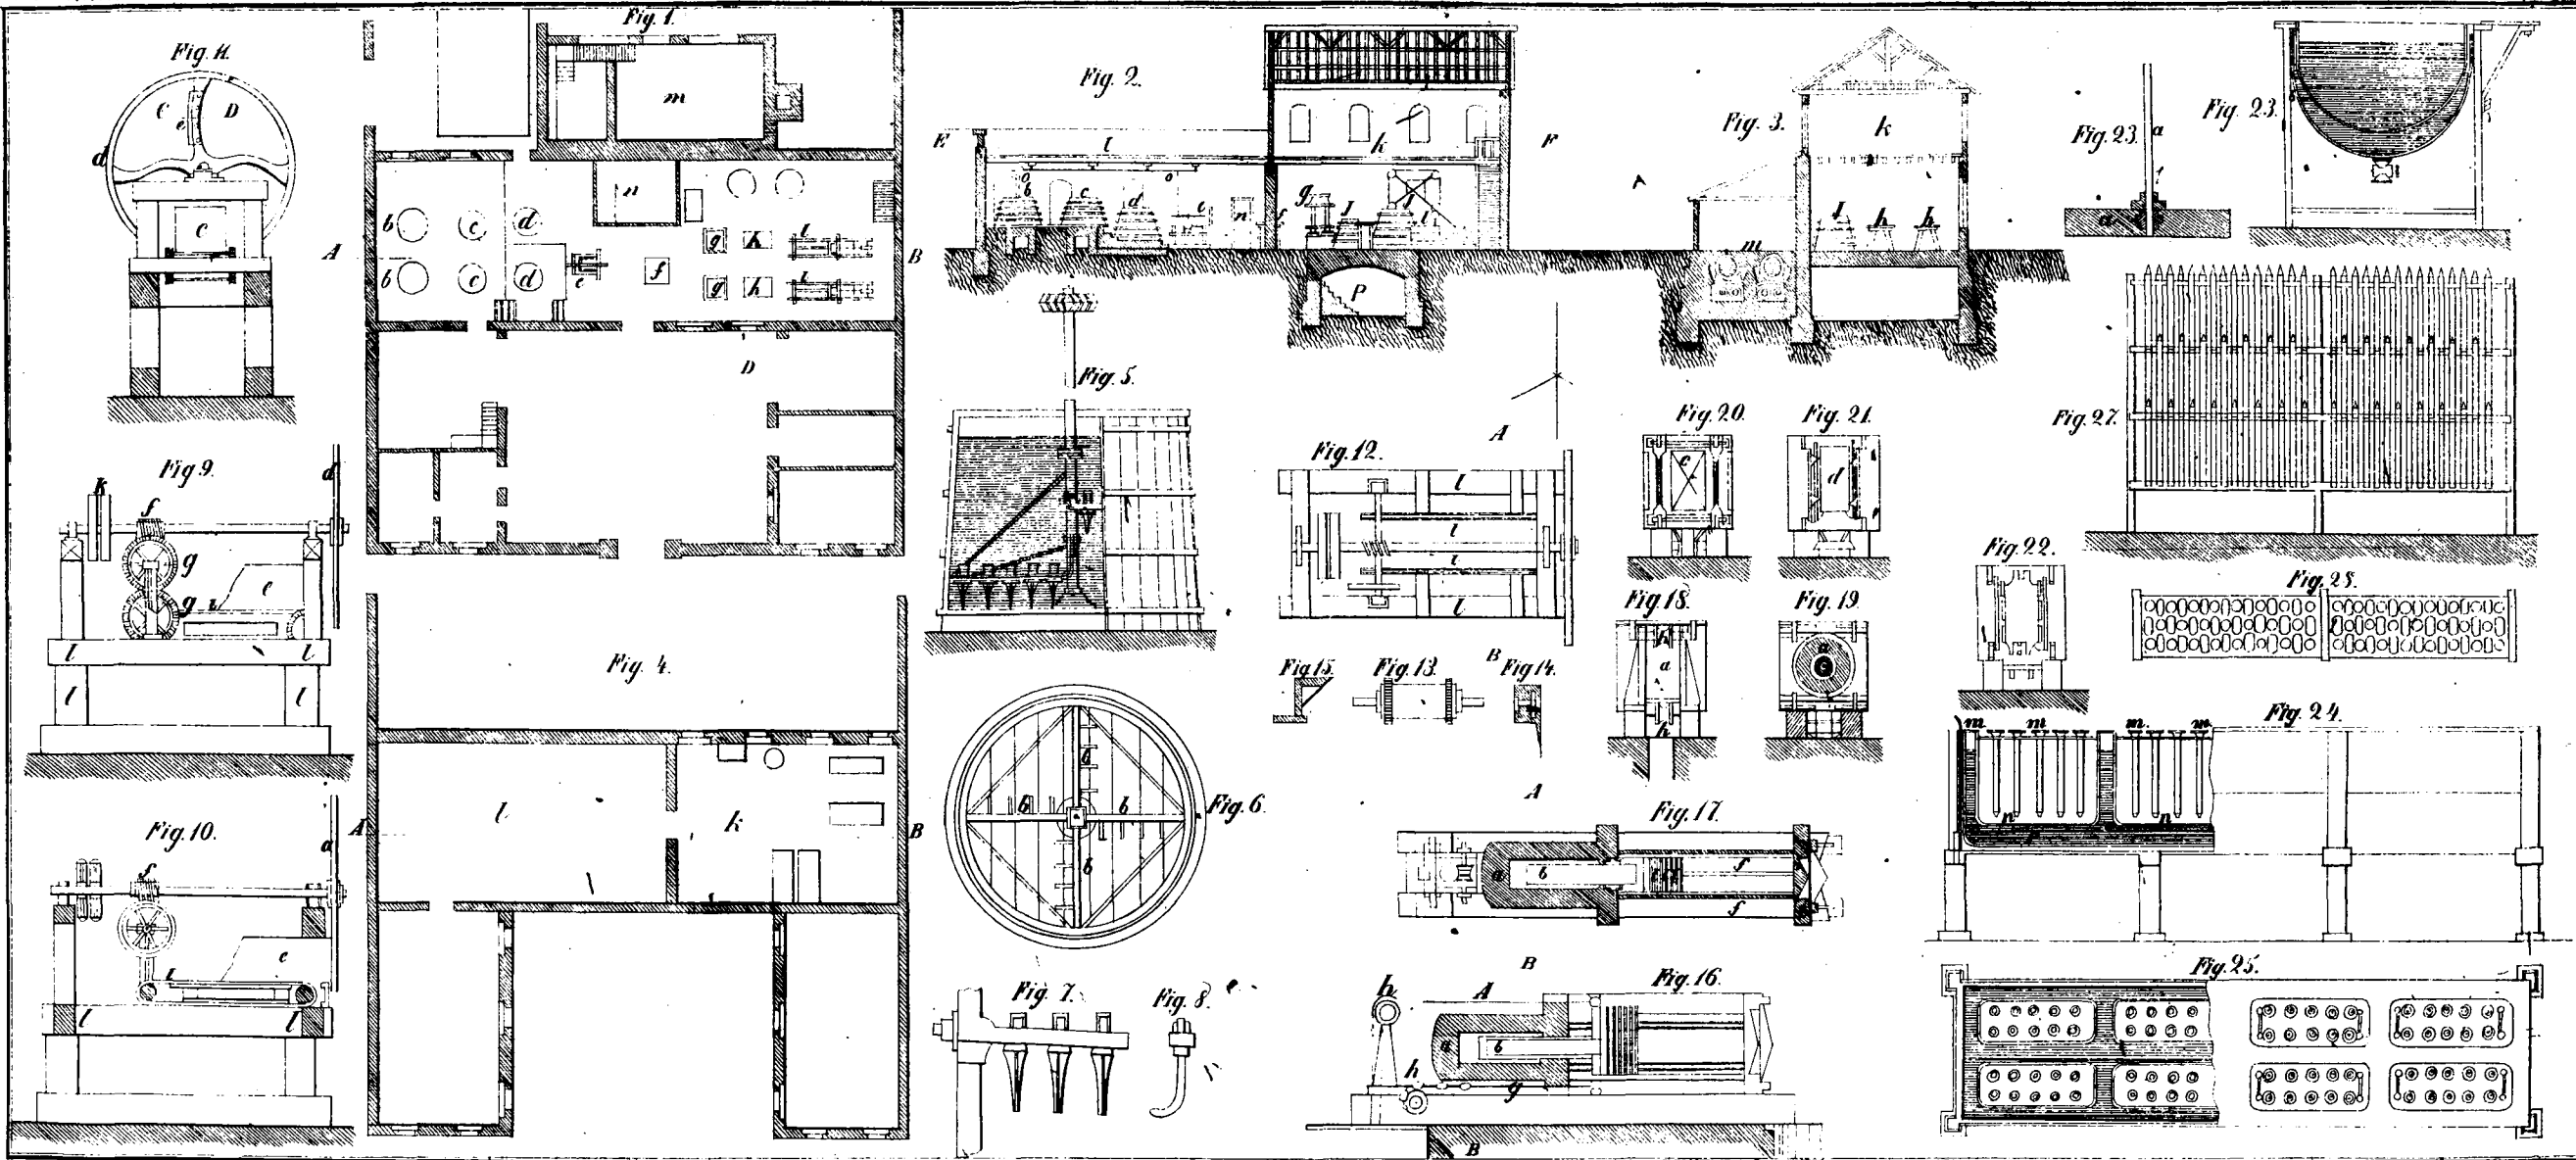 Fig. 11.
C
D
e
d
c
Fig. 1.
m
n
b
c
d
b
c
d
e
f
g
k
i
g
h
i
A
B
D
Fig. 2.
E
F
l
k
o
o
b
c
d
e
n
f
g
I
I
i
P
Fig. 3.
A
k
I
h
h
m
Fig. 23.
a
a
Fig. 23.
Fig. 5.
Fig. 27.
Fig. 9.
k
f
d
g
g
i
e
l
l
l
l
Fig. 12.
A
l
l
i
l
B
Fig. 20.
c
Fig. 21.
d
Fig. 22.
Fig. 18.
h
a
h
Fig. 19.
a
Fig. 28.
Fig. 4.
l
k
A
B
Fig. 15.
Fig. 13.
Fig. 14.
Fig. 6.
b
b
b
b
Fig. 24.
m
m
m
m
n
n
Fig. 10.
f
a
i
e
l
l
Fig. 17.
A
a
b
f
f
B
Fig. 7.
Fig. 8.
Fig. 16.
A
h
a
b
h
g
B
Fig. 25.